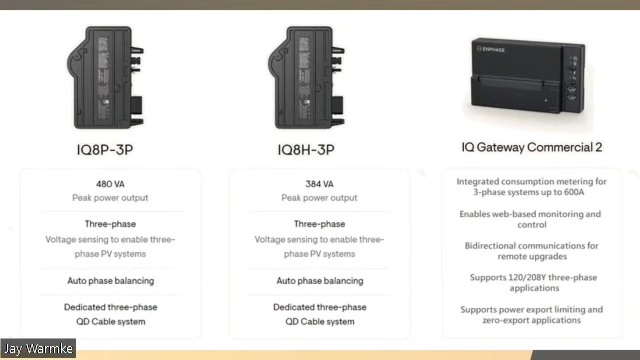 ENPHASE
IQ8P-3P
480 VA
Peak power output
Three-phase
Voltage sensing to enable three-
phase PV systems
Auto phase balancing
Dedicated three-phase
QD Cable system
IQ8H-3P
384 VA
Peak power output
Three-phase
Voltage sensing to enable three-
phase PV systems
Auto phase balancing
Dedicated three-phase
QD Cable system
IQ Gateway Commercial 2
Integrated consumption metering for
3-phase systems up to 600A
Enables web-based monitoring and
control
Bidirectional communications for
remote upgrades
Supports 120/208Y three-phase
applications
Supports power export limiting and
zero-export applications
Jay Warmke